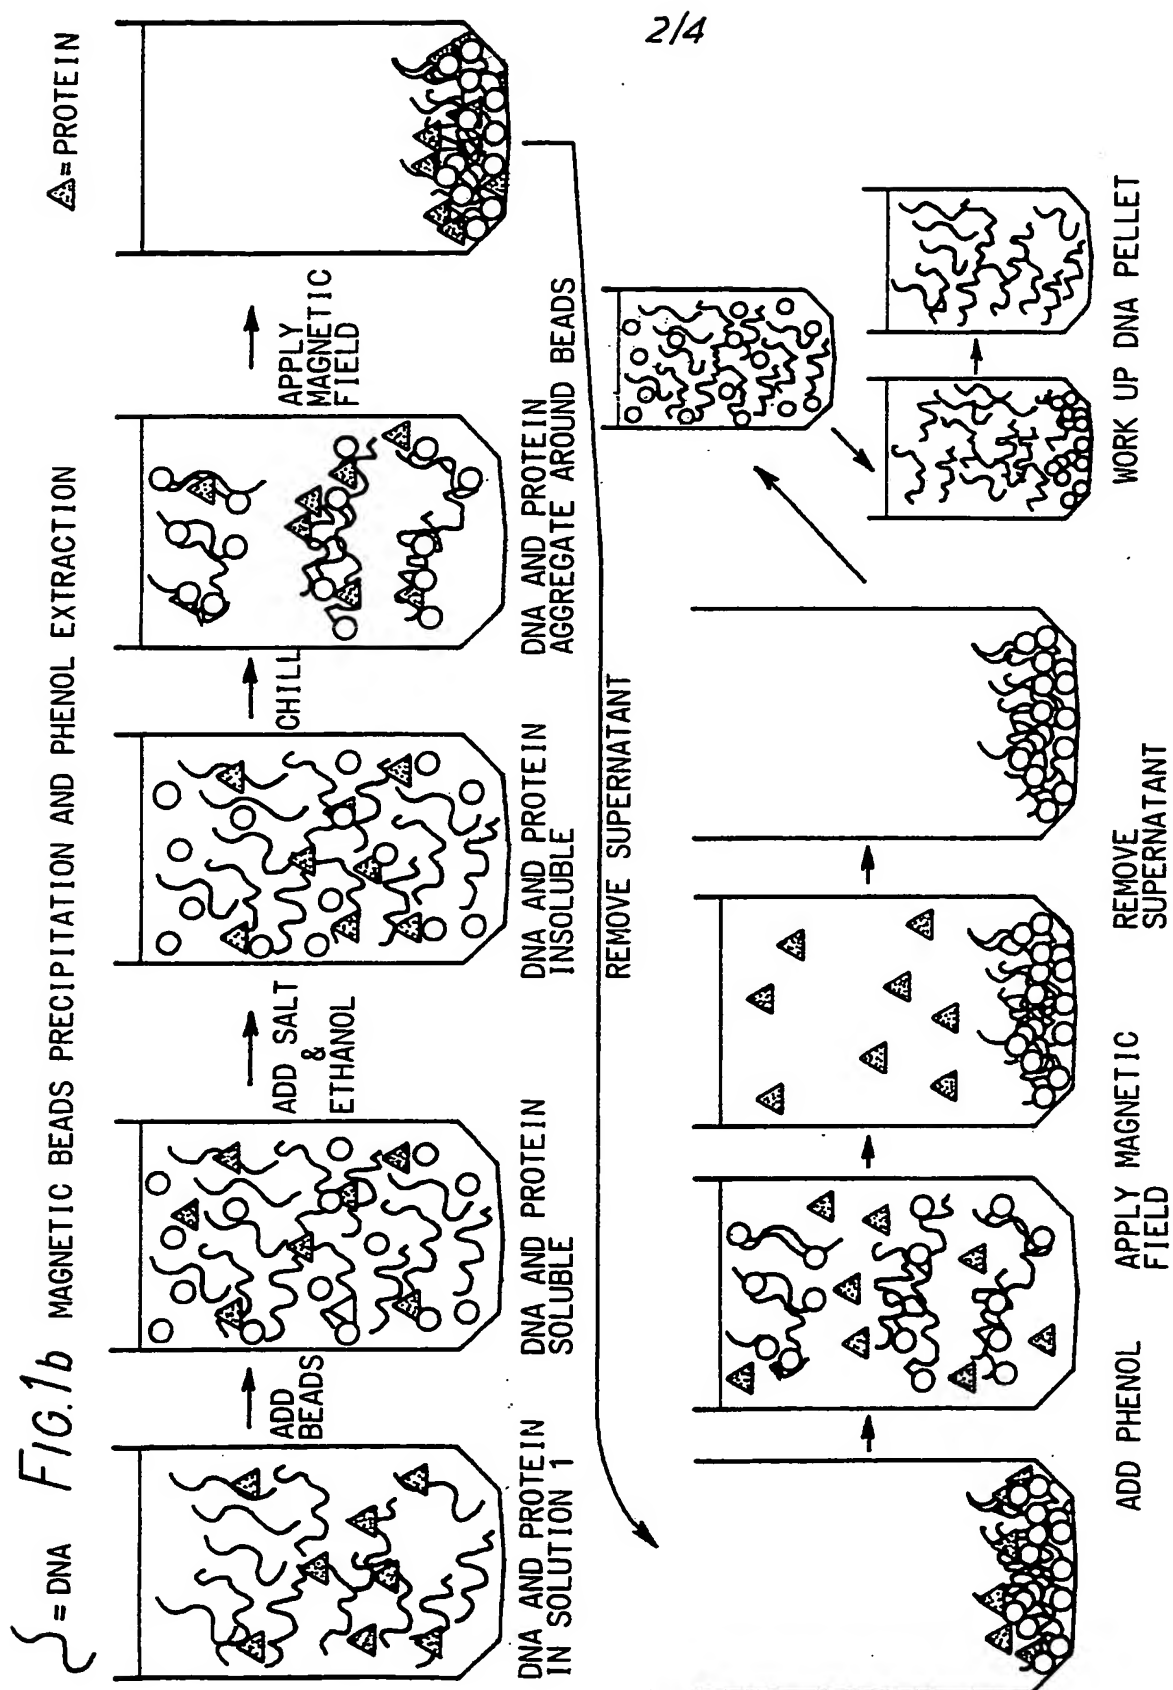 2/4
FIG.1b MAGNETIC BEADS PRECIPITATION AND PHENOL EXTRACTION
= DNA
= PROTEIN
ADD
BEADS
ADD SALT
&
ETHANOL
CHILL
APPLY
MAGNETIC
FIELD
DNA AND PROTEIN
IN SOLUTION 1
DNA AND PROTEIN
SOLUBLE
DNA AND PROTEIN
INSOLUBLE
DNA AND PROTEIN
AGGREGATE AROUND BEADS
REMOVE SUPERNATANT
ADD PHENOL
APPLY MAGNETIC
FIELD
REMOVE
SUPERNATANT
WORK UP DNA PELLET